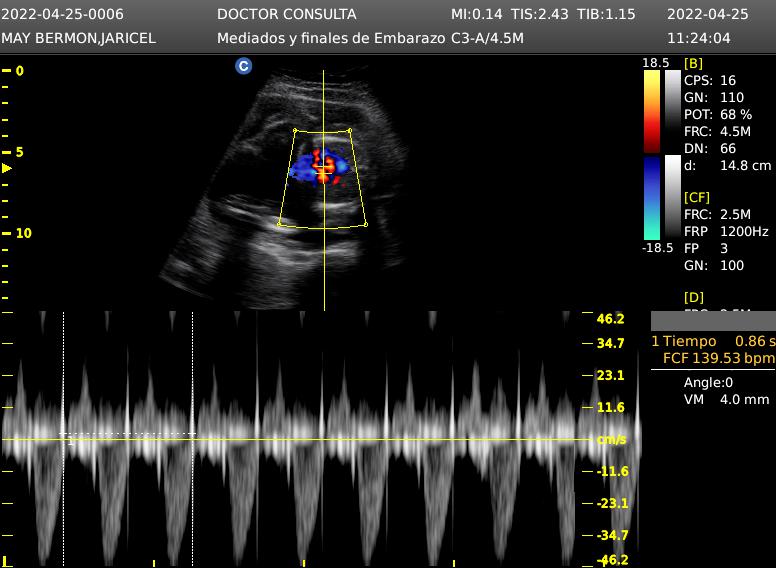 2022-04-25-0006 DOCTOR CONSULTA MI:0.14 TIS:2.43 TIB:1.15 2022-04-25
MAY BERMON,JARICEL Mediados y finales de Embarazo C3-A/4.5M 11:24:04
C
0
5
10
18.5
-18.5
[B]
CPS: 16
GN: 110
POT: 68 %
FRC: 4.5M
DN: 66
d: 14.8 cm
[CF]
FRC: 2.5M
FRP 1200Hz
FP 3
GN: 100
[D]
46.2
34.7
23.1
11.6
cm/s
-11.6
-23.1
-34.7
-46.2
1
1 Tiempo 0.86 s
FCF 139.53 bpm
Angle:0
VM 4.0 mm